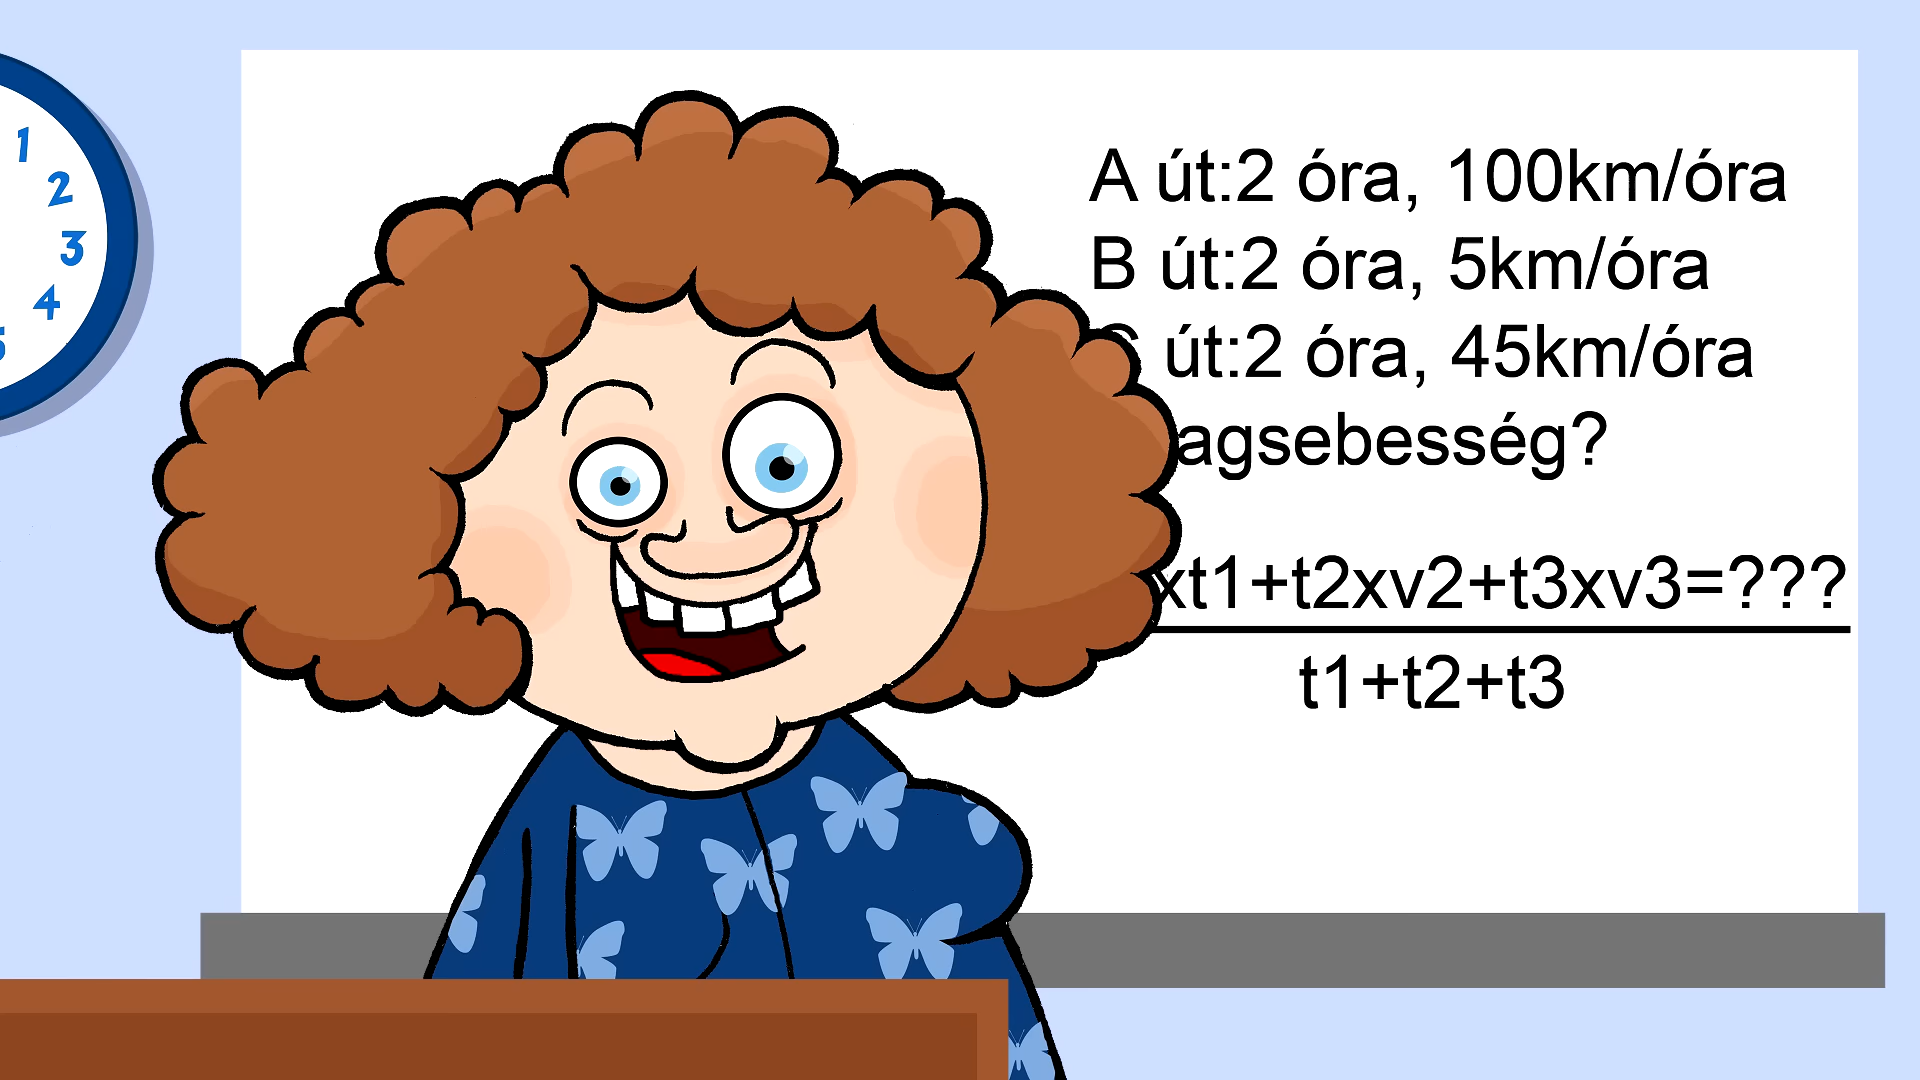 1
2
3
4
5
A út:2 óra, 100km/óra
B út:2 óra, 5km/óra
út:2 óra, 45km/óra
agsebesség?
xt1+t2xv2+t3xv3=???
t1+t2+t3